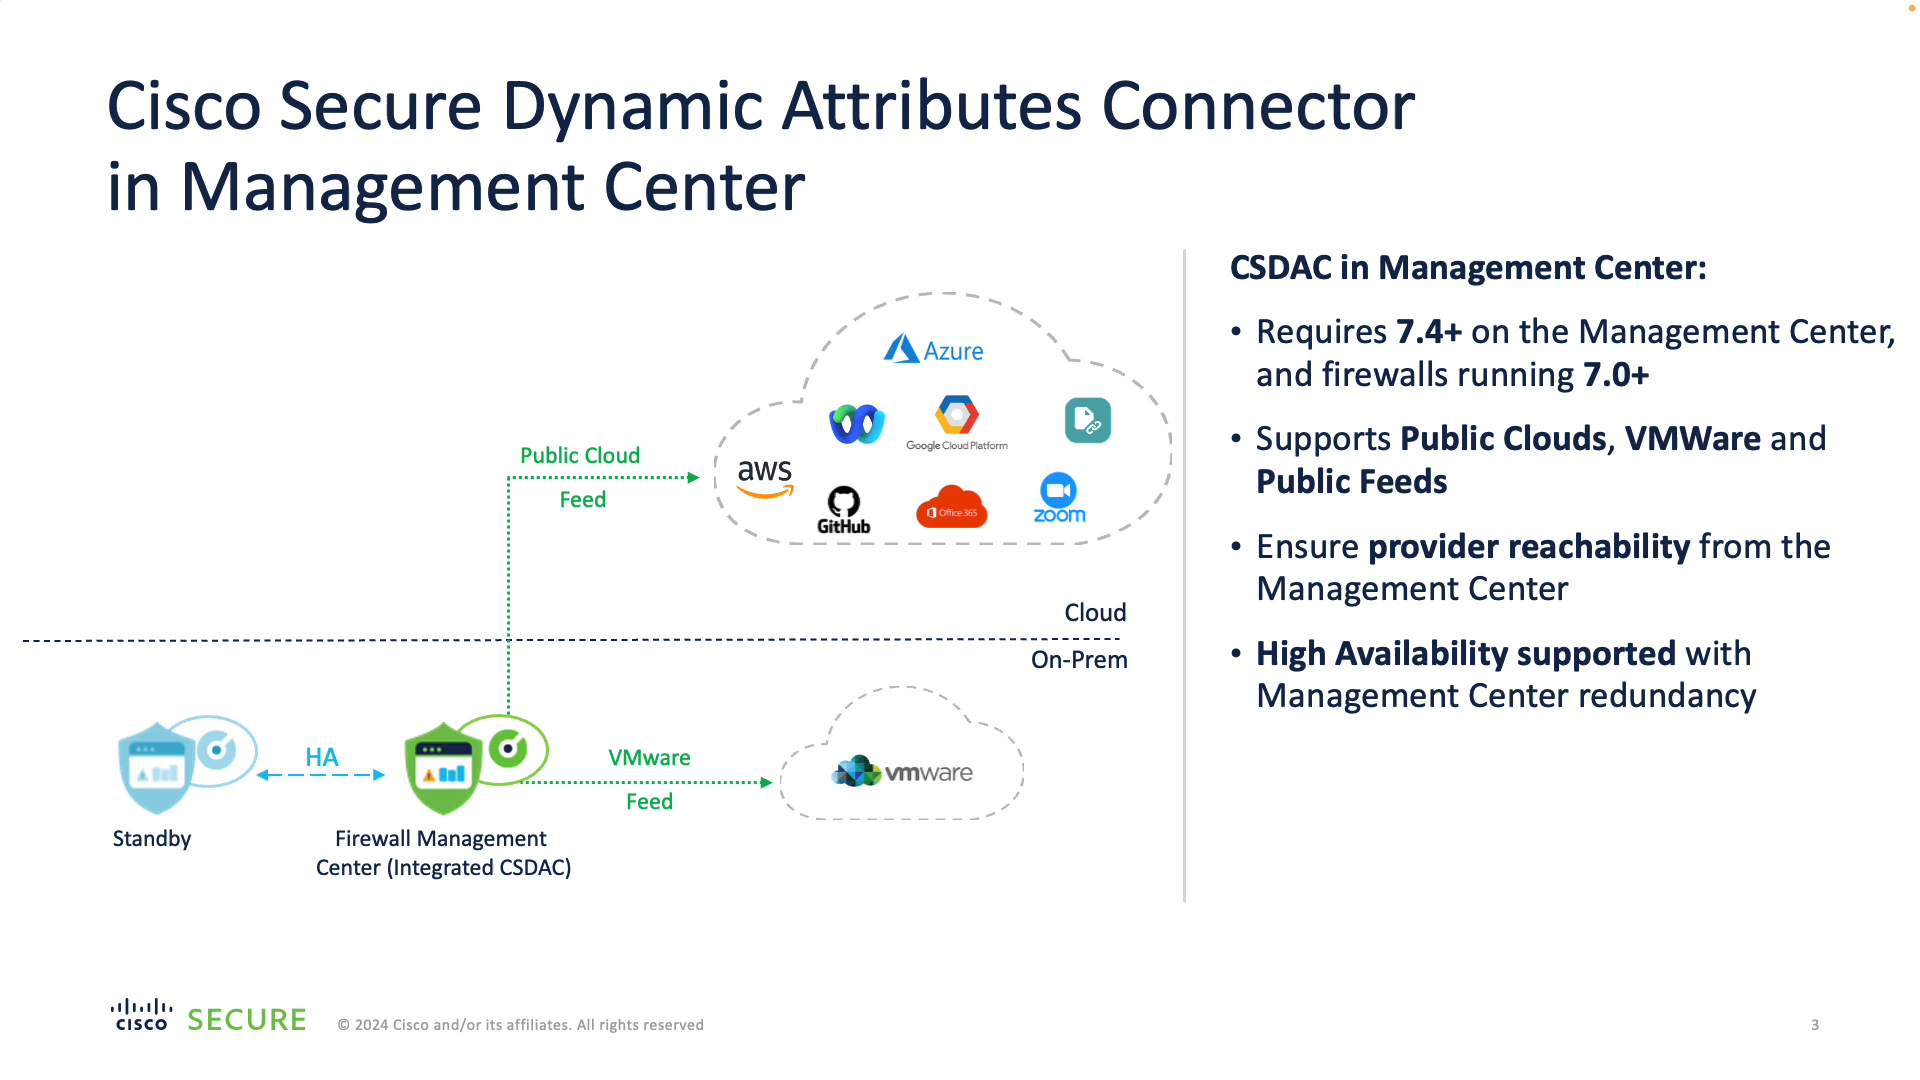 Cisco Secure Dynamic Attributes Connector
in Management Center
Azure
Google Cloud Platform
aws
GitHub
Office 365
zoom
Public Cloud
Feed
Cloud
On-Prem
HA
VMware
Feed
vmware
Standby
Firewall Management
Center (Integrated CSDAC)
CSDAC in Management Center:
• Requires 7.4+ on the Management Center,
and firewalls running 7.0+
• Supports Public Clouds, VMWare and
Public Feeds
• Ensure provider reachability from the
Management Center
• High Availability supported with
Management Center redundancy
CISCO SECURE
© 2024 Cisco and/or its affiliates. All rights reserved
3